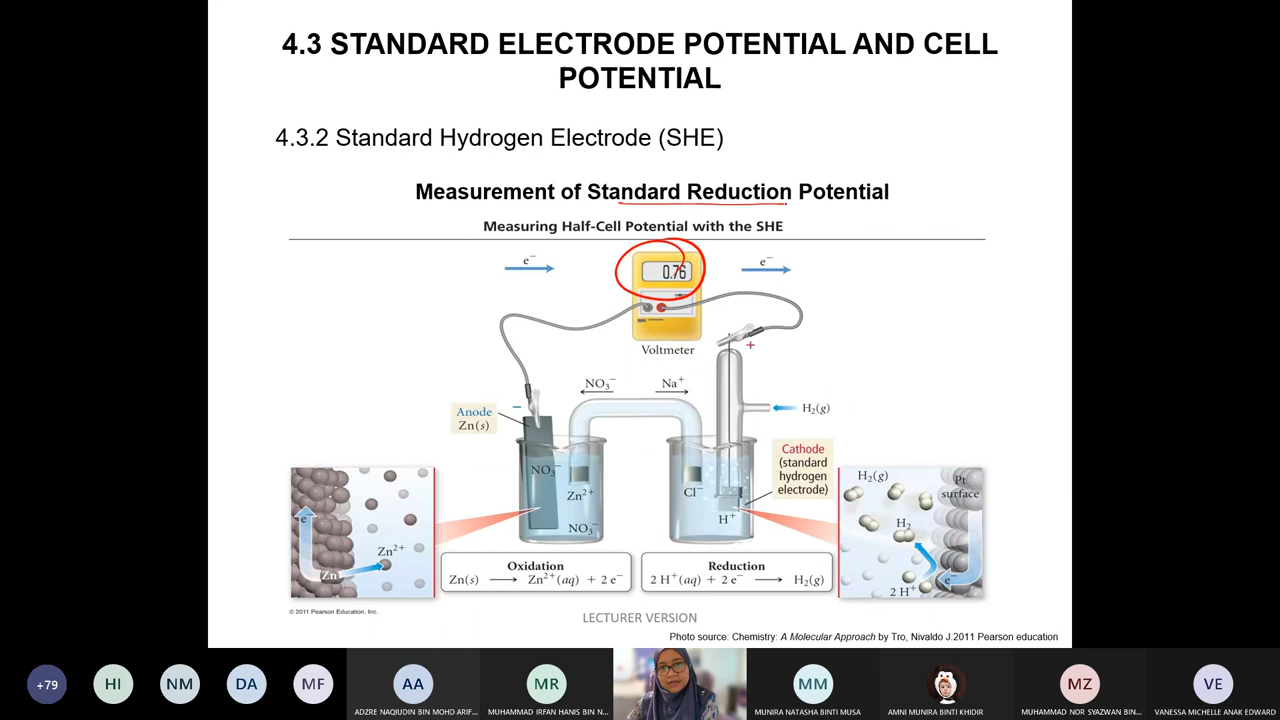 4.3 STANDARD ELECTRODE POTENTIAL AND CELL
POTENTIAL
4.3.2 Standard Hydrogen Electrode (SHE)
Measurement of Standard Reduction Potential
Measuring Half-Cell Potential with the SHE
e⁻
e⁻
0.76
Voltmeter
+
NO₃⁻
Na⁺
−
H₂(g)
Anode
Zn(s)
Cathode
(standard
hydrogen
electrode)
NO₃⁻
Zn²⁺
NO₃⁻
Cl⁻
H⁺
e⁻
Zn²⁺
Zn
H₂(g)
Pt
surface
H₂
e⁻
2 H⁺
Oxidation
Zn(s) ⟶ Zn²⁺(aq) + 2 e⁻
Reduction
2 H⁺(aq) + 2 e⁻ ⟶ H₂(g)
© 2011 Pearson Education, Inc.
LECTURER VERSION
Photo source: Chemistry: A Molecular Approach by Tro, Nivaldo J.2011 Pearson education
+79
HI
NM
DA
MF
AA
ADZRE NAQIUDIN BIN MOHD ARIF...
MR
MUHAMMAD IRFAN HANIS BIN N...
MM
MUNIRA NATASHA BINTI MUSA
AMNI MUNIRA BINTI KHIDIR
MZ
MUHAMMAD NOR SYAZWAN BIN...
VE
VANESSA MICHELLE ANAK EDWARD